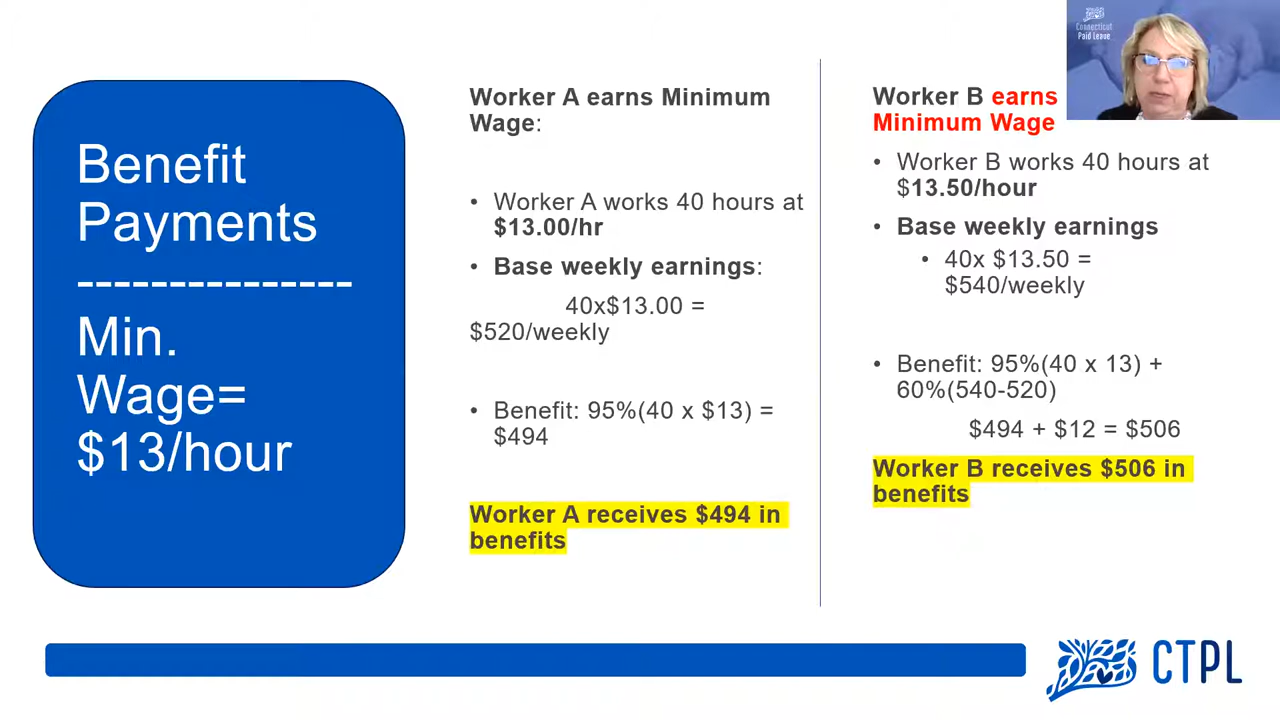 Benefit
Payments
---------------
Min.
Wage=
$13/hour
Worker A earns Minimum
Wage:
• Worker A works 40 hours at
$13.00/hr
• Base weekly earnings:
40x$13.00 =
$520/weekly
• Benefit: 95%(40 x $13) =
$494
Worker A receives $494 in
benefits
Worker B earns
Minimum Wage
• Worker B works 40 hours at
$13.50/hour
• Base weekly earnings
• 40x $13.50 =
$540/weekly
• Benefit: 95%(40 x 13) +
60%(540-520)
$494 + $12 = $506
Worker B receives $506 in
benefits
Connecticut
Paid Leave
CTPL